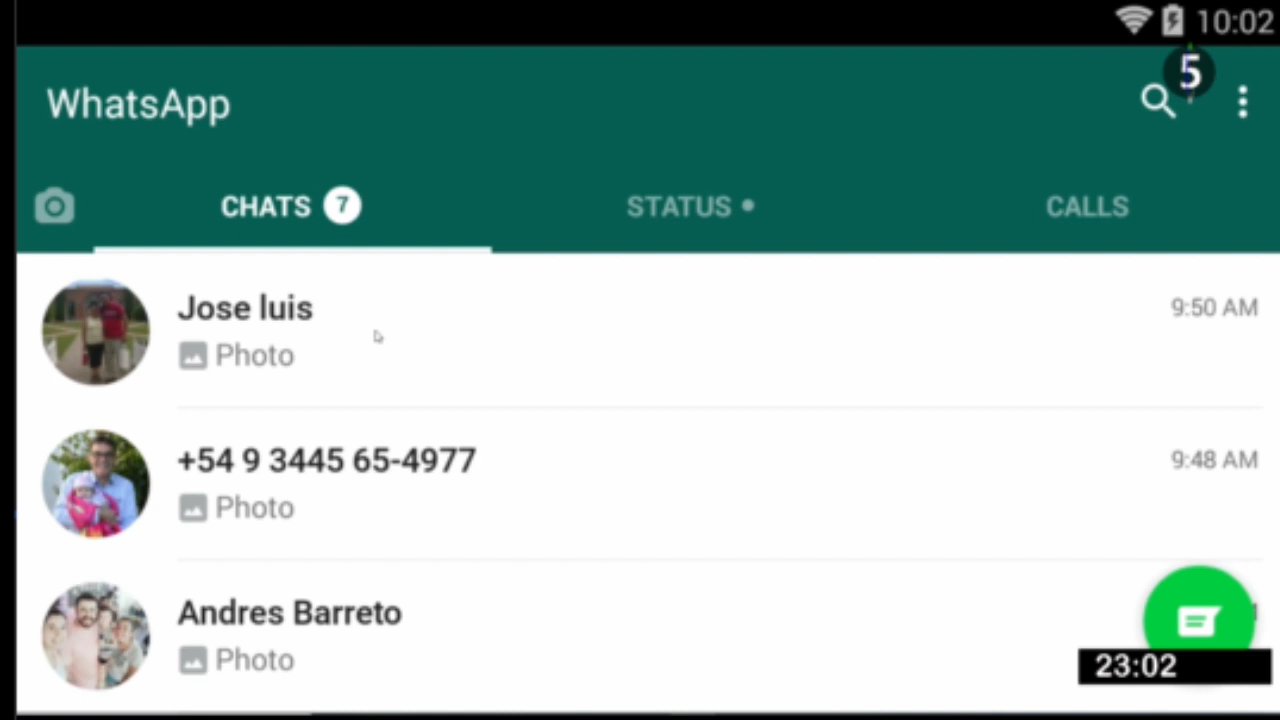 10:02
5
WhatsApp
CHATS 7
STATUS •
CALLS
Jose luis
9:50 AM
Photo
+54 9 3445 65-4977
9:48 AM
Photo
Andres Barreto
Photo
23:02